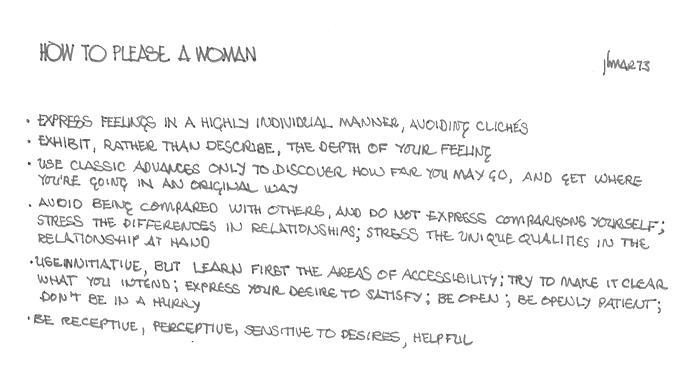 HOW TO PLEASE A WOMAN
jlMAR73
• EXPRESS FEELINGS IN A HIGHLY INDIVIDUAL MANNER, AVOIDING CLICHÉS
• EXHIBIT, RATHER THAN DESCRIBE, THE DEPTH OF YOUR FEELING
• USE CLASSIC ADVANCES ONLY TO DISCOVER HOW FAR YOU MAY GO, AND GET WHERE
YOU'RE GOING IN AN ORIGINAL WAY
• AVOID BEING COMPARED WITH OTHERS, AND DO NOT EXPRESS COMPARISONS YOURSELF;
STRESS THE DIFFERENCES IN RELATIONSHIPS; STRESS THE UNIQUE QUALITIES IN THE
RELATIONSHIP AT HAND
• USE INITIATIVE, BUT LEARN FIRST THE AREAS OF ACCESSIBILITY; TRY TO MAKE IT CLEAR
WHAT YOU INTEND; EXPRESS YOUR DESIRE TO SATISFY; BE OPEN; BE OPENLY PATIENT;
DON'T BE IN A HURRY
• BE RECEPTIVE, PERCEPTIVE, SENSITIVE TO DESIRES, HELPFUL